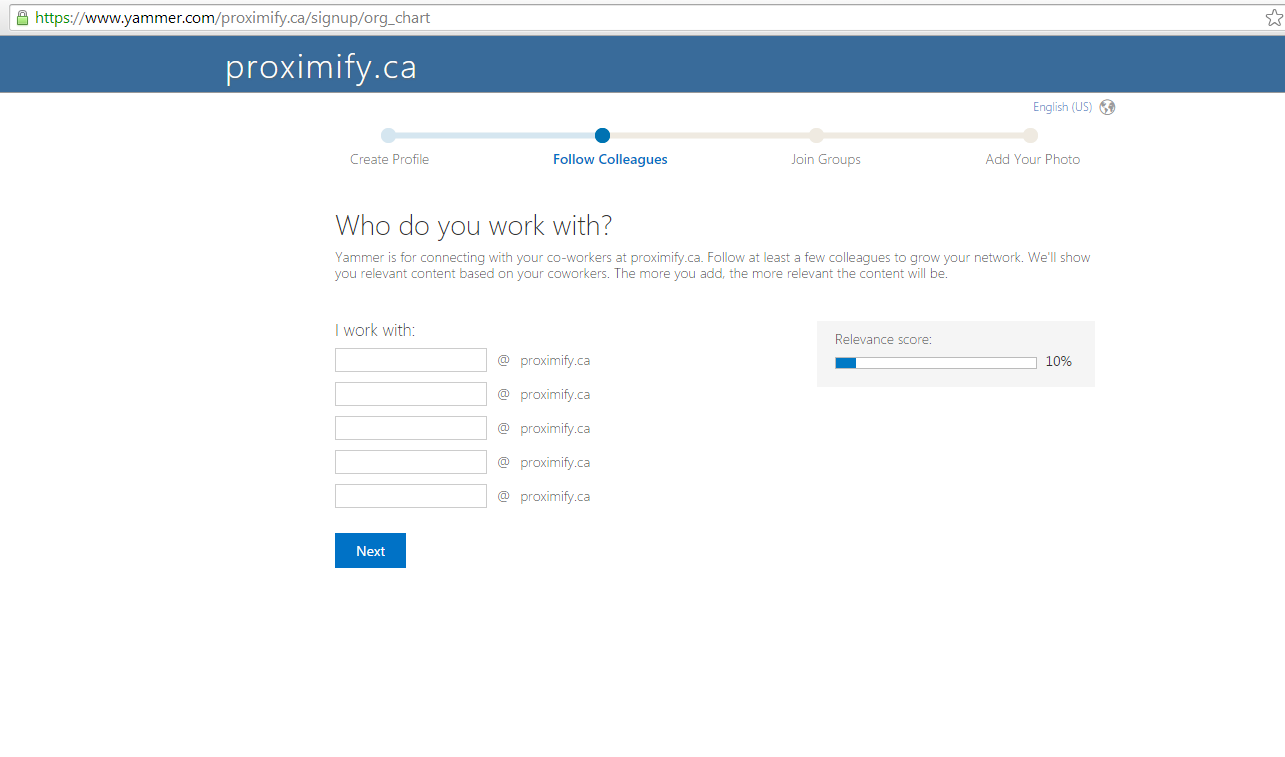 https://www.yammer.com/proximify.ca/signup/org_chart
proximify.ca
English (US)
Create Profile
Follow Colleagues
Join Groups
Add Your Photo
Who do you work with?
Yammer is for connecting with your co-workers at proximify.ca. Follow at least a few colleagues to grow your network. We'll show
you relevant content based on your coworkers. The more you add, the more relevant the content will be.
I work with:
@ proximify.ca
@ proximify.ca
@ proximify.ca
@ proximify.ca
@ proximify.ca
Relevance score:
10%
Next